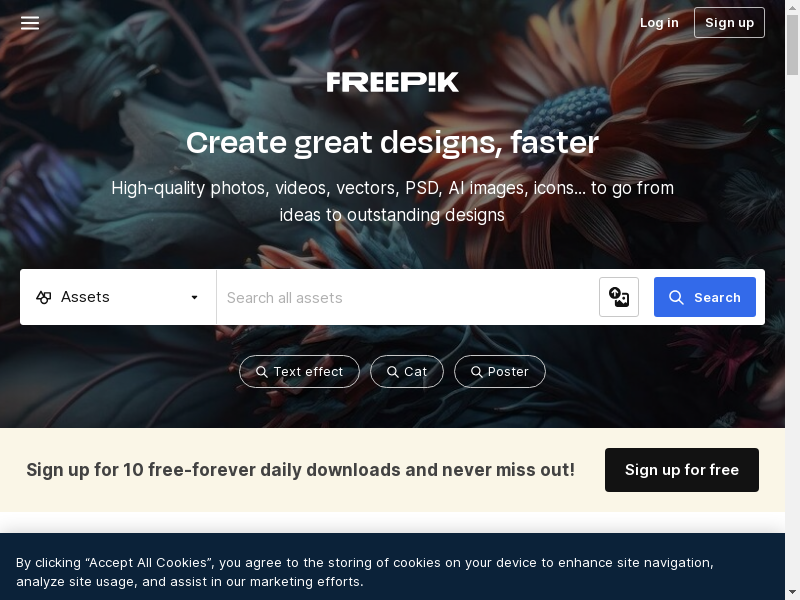 Log in
Sign up
FREEPIK
Create great designs, faster
High-quality photos, videos, vectors, PSD, AI images, icons... to go from
ideas to outstanding designs
Assets
Search all assets
Search
Text effect
Cat
Poster
Sign up for 10 free-forever daily downloads and never miss out!
Sign up for free
By clicking “Accept All Cookies”, you agree to the storing of cookies on your device to enhance site navigation,
analyze site usage, and assist in our marketing efforts.